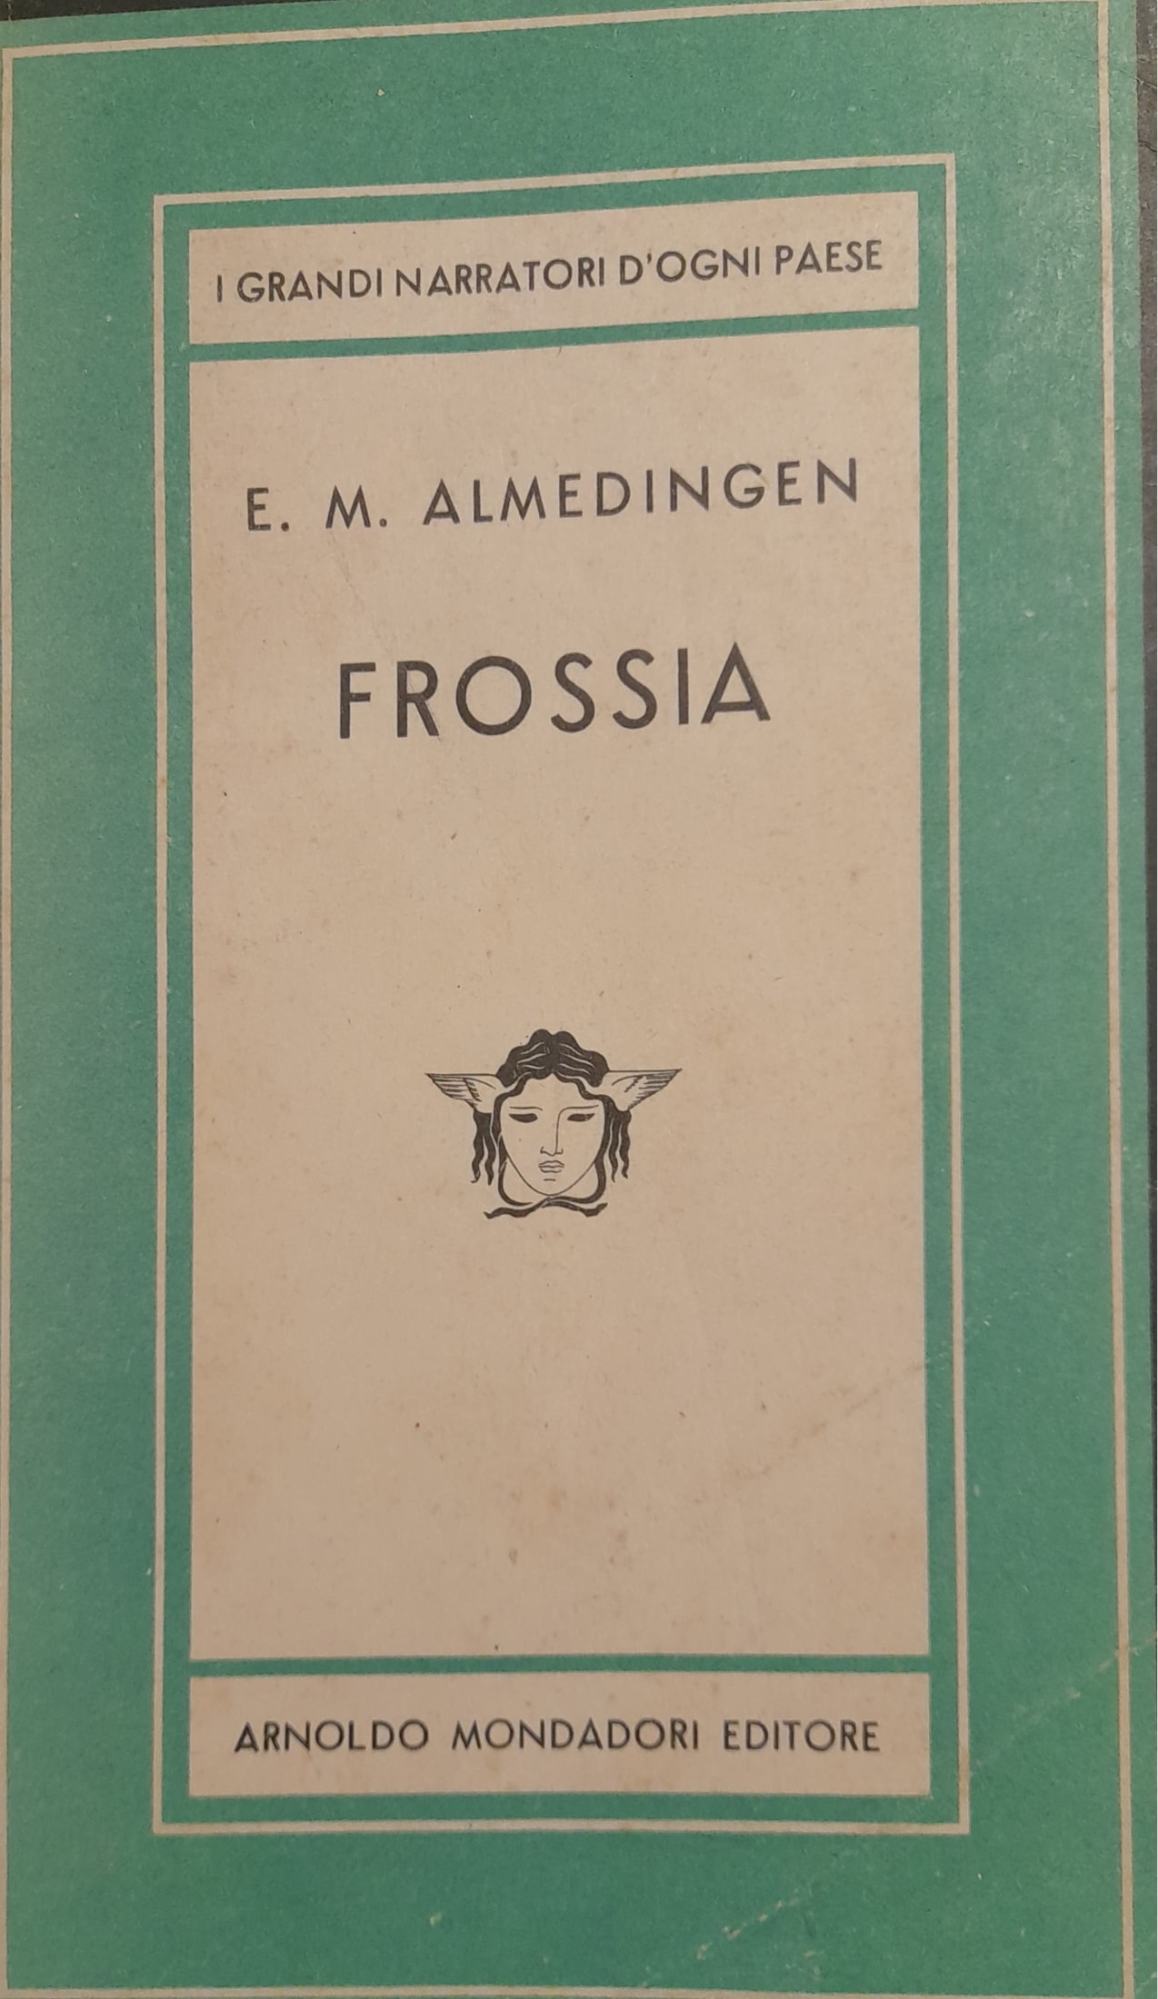 I GRANDI NARRATORI D'OGNI PAESE
E. M. ALMEDINGEN
FROSSIA
ARNOLDO MONDADORI EDITORE